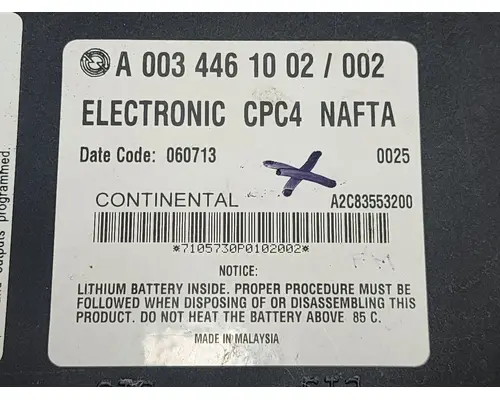 A 003 446 10 02 / 002
ELECTRONIC CPC4 NAFTA
Date Code: 060713
0025
CONTINENTAL
A2C83553200
*7105730P0102002*
NOTICE:
LITHIUM BATTERY INSIDE. PROPER PROCEDURE MUST BE
FOLLOWED WHEN DISPOSING OF OR DISASSEMBLING THIS
PRODUCT. DO NOT HEAT THE BATTERY ABOVE 85 C.
MADE IN MALAYSIA
outputs programmed.